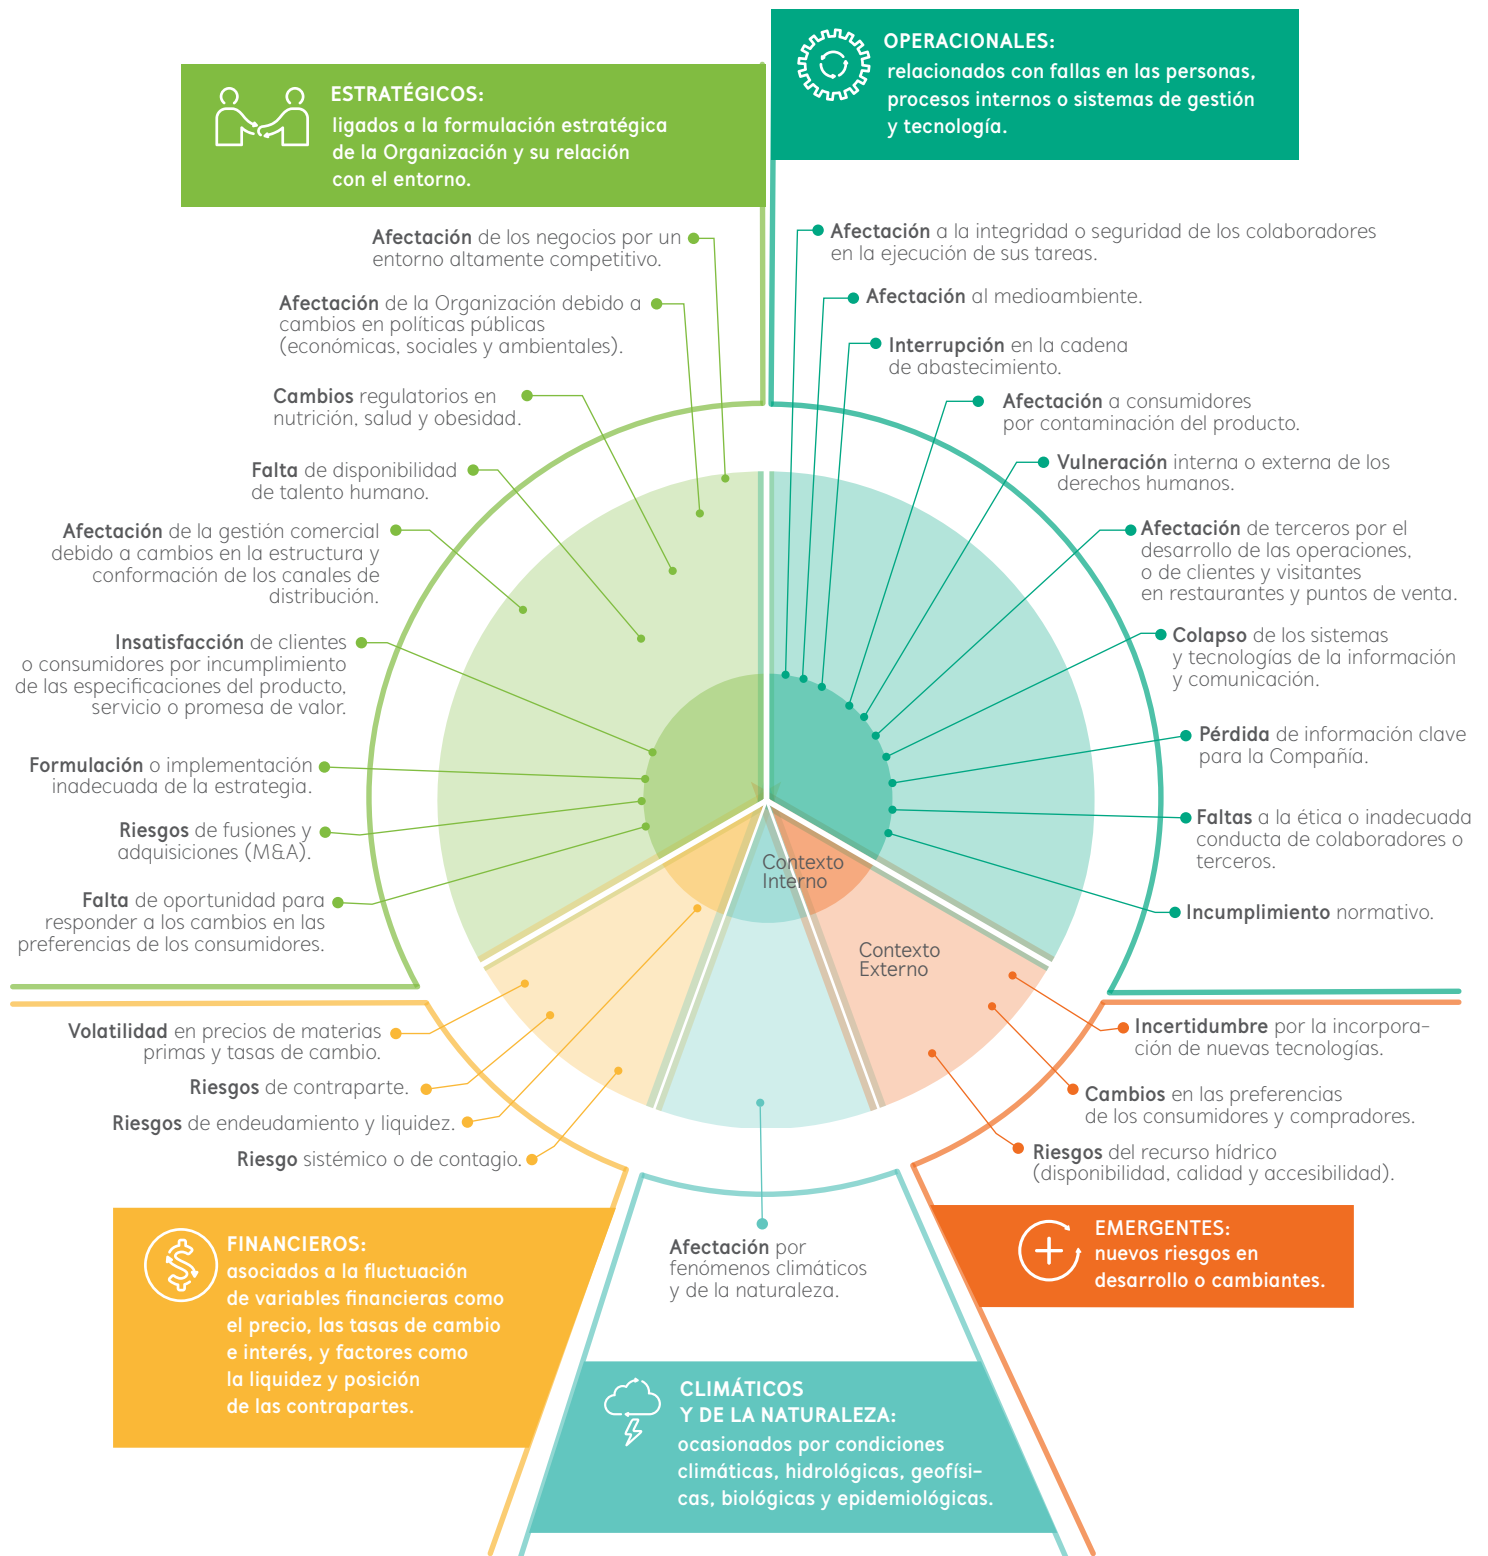 ESTRATÉGICOS:
ligados a la formulación estratégica
de la Organización y su relación
con el entorno.
Afectación de los negocios por un
entorno altamente competitivo.
Afectación de la Organización debido a
cambios en políticas públicas
(económicas, sociales y ambientales).
Cambios regulatorios en
nutrición, salud y obesidad.
Falta de disponibilidad
de talento humano.
Afectación de la gestión comercial
debido a cambios en la estructura y
conformación de los canales de
distribución.
Insatisfacción de clientes
o consumidores por incumplimiento
de las especificaciones del producto,
servicio o promesa de valor.
Formulación o implementación
inadecuada de la estrategia.
Riesgos de fusiones y
adquisiciones (M&A).
Falta de oportunidad para
responder a los cambios en las
preferencias de los consumidores.
OPERACIONALES:
relacionados con fallas en las personas,
procesos internos o sistemas de gestión
y tecnología.
Afectación a la integridad o seguridad de los colaboradores
en la ejecución de sus tareas.
Afectación al medioambiente.
Interrupción en la cadena
de abastecimiento.
Afectación a consumidores
por contaminación del producto.
Vulneración interna o externa de los
derechos humanos.
Afectación de terceros por el
desarrollo de las operaciones,
o de clientes y visitantes
en restaurantes y puntos de venta.
Colapso de los sistemas
y tecnologías de la información
y comunicación.
Pérdida de información clave
para la Compañía.
Faltas a la ética o inadecuada
conducta de colaboradores o
terceros.
Incumplimiento normativo.
Contexto
Interno
Contexto
Externo
Volatilidad en precios de materias
primas y tasas de cambio.
Riesgos de contraparte.
Riesgos de endeudamiento y liquidez.
Riesgo sistémico o de contagio.
FINANCIEROS:
asociados a la fluctuación
de variables financieras como
el precio, las tasas de cambio
e interés, y factores como
la liquidez y posición
de las contrapartes.
Afectación por
fenómenos climáticos
y de la naturaleza.
CLIMÁTICOS
Y DE LA NATURALEZA:
ocasionados por condiciones
climáticas, hidrológicas, geofísi-
cas, biológicas y epidemiológicas.
Incertidumbre por la incorpora-
ción de nuevas tecnologías.
Cambios en las preferencias
de los consumidores y compradores.
Riesgos del recurso hídrico
(disponibilidad, calidad y accesibilidad).
EMERGENTES:
nuevos riesgos en
desarrollo o cambiantes.